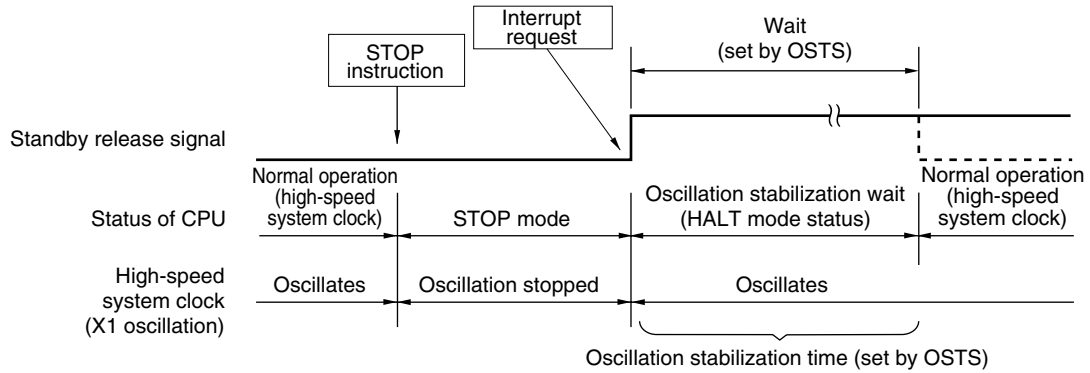 STOP
instruction
Interrupt
request
Wait
(set by OSTS)
Standby release signal
Normal operation
(high-speed
system clock)
Normal operation
(high-speed
system clock)
Status of CPU
STOP mode
Oscillation stabilization wait
(HALT mode status)
High-speed
system clock
(X1 oscillation)
Oscillates
Oscillation stopped
Oscillates
Oscillation stabilization time (set by OSTS)